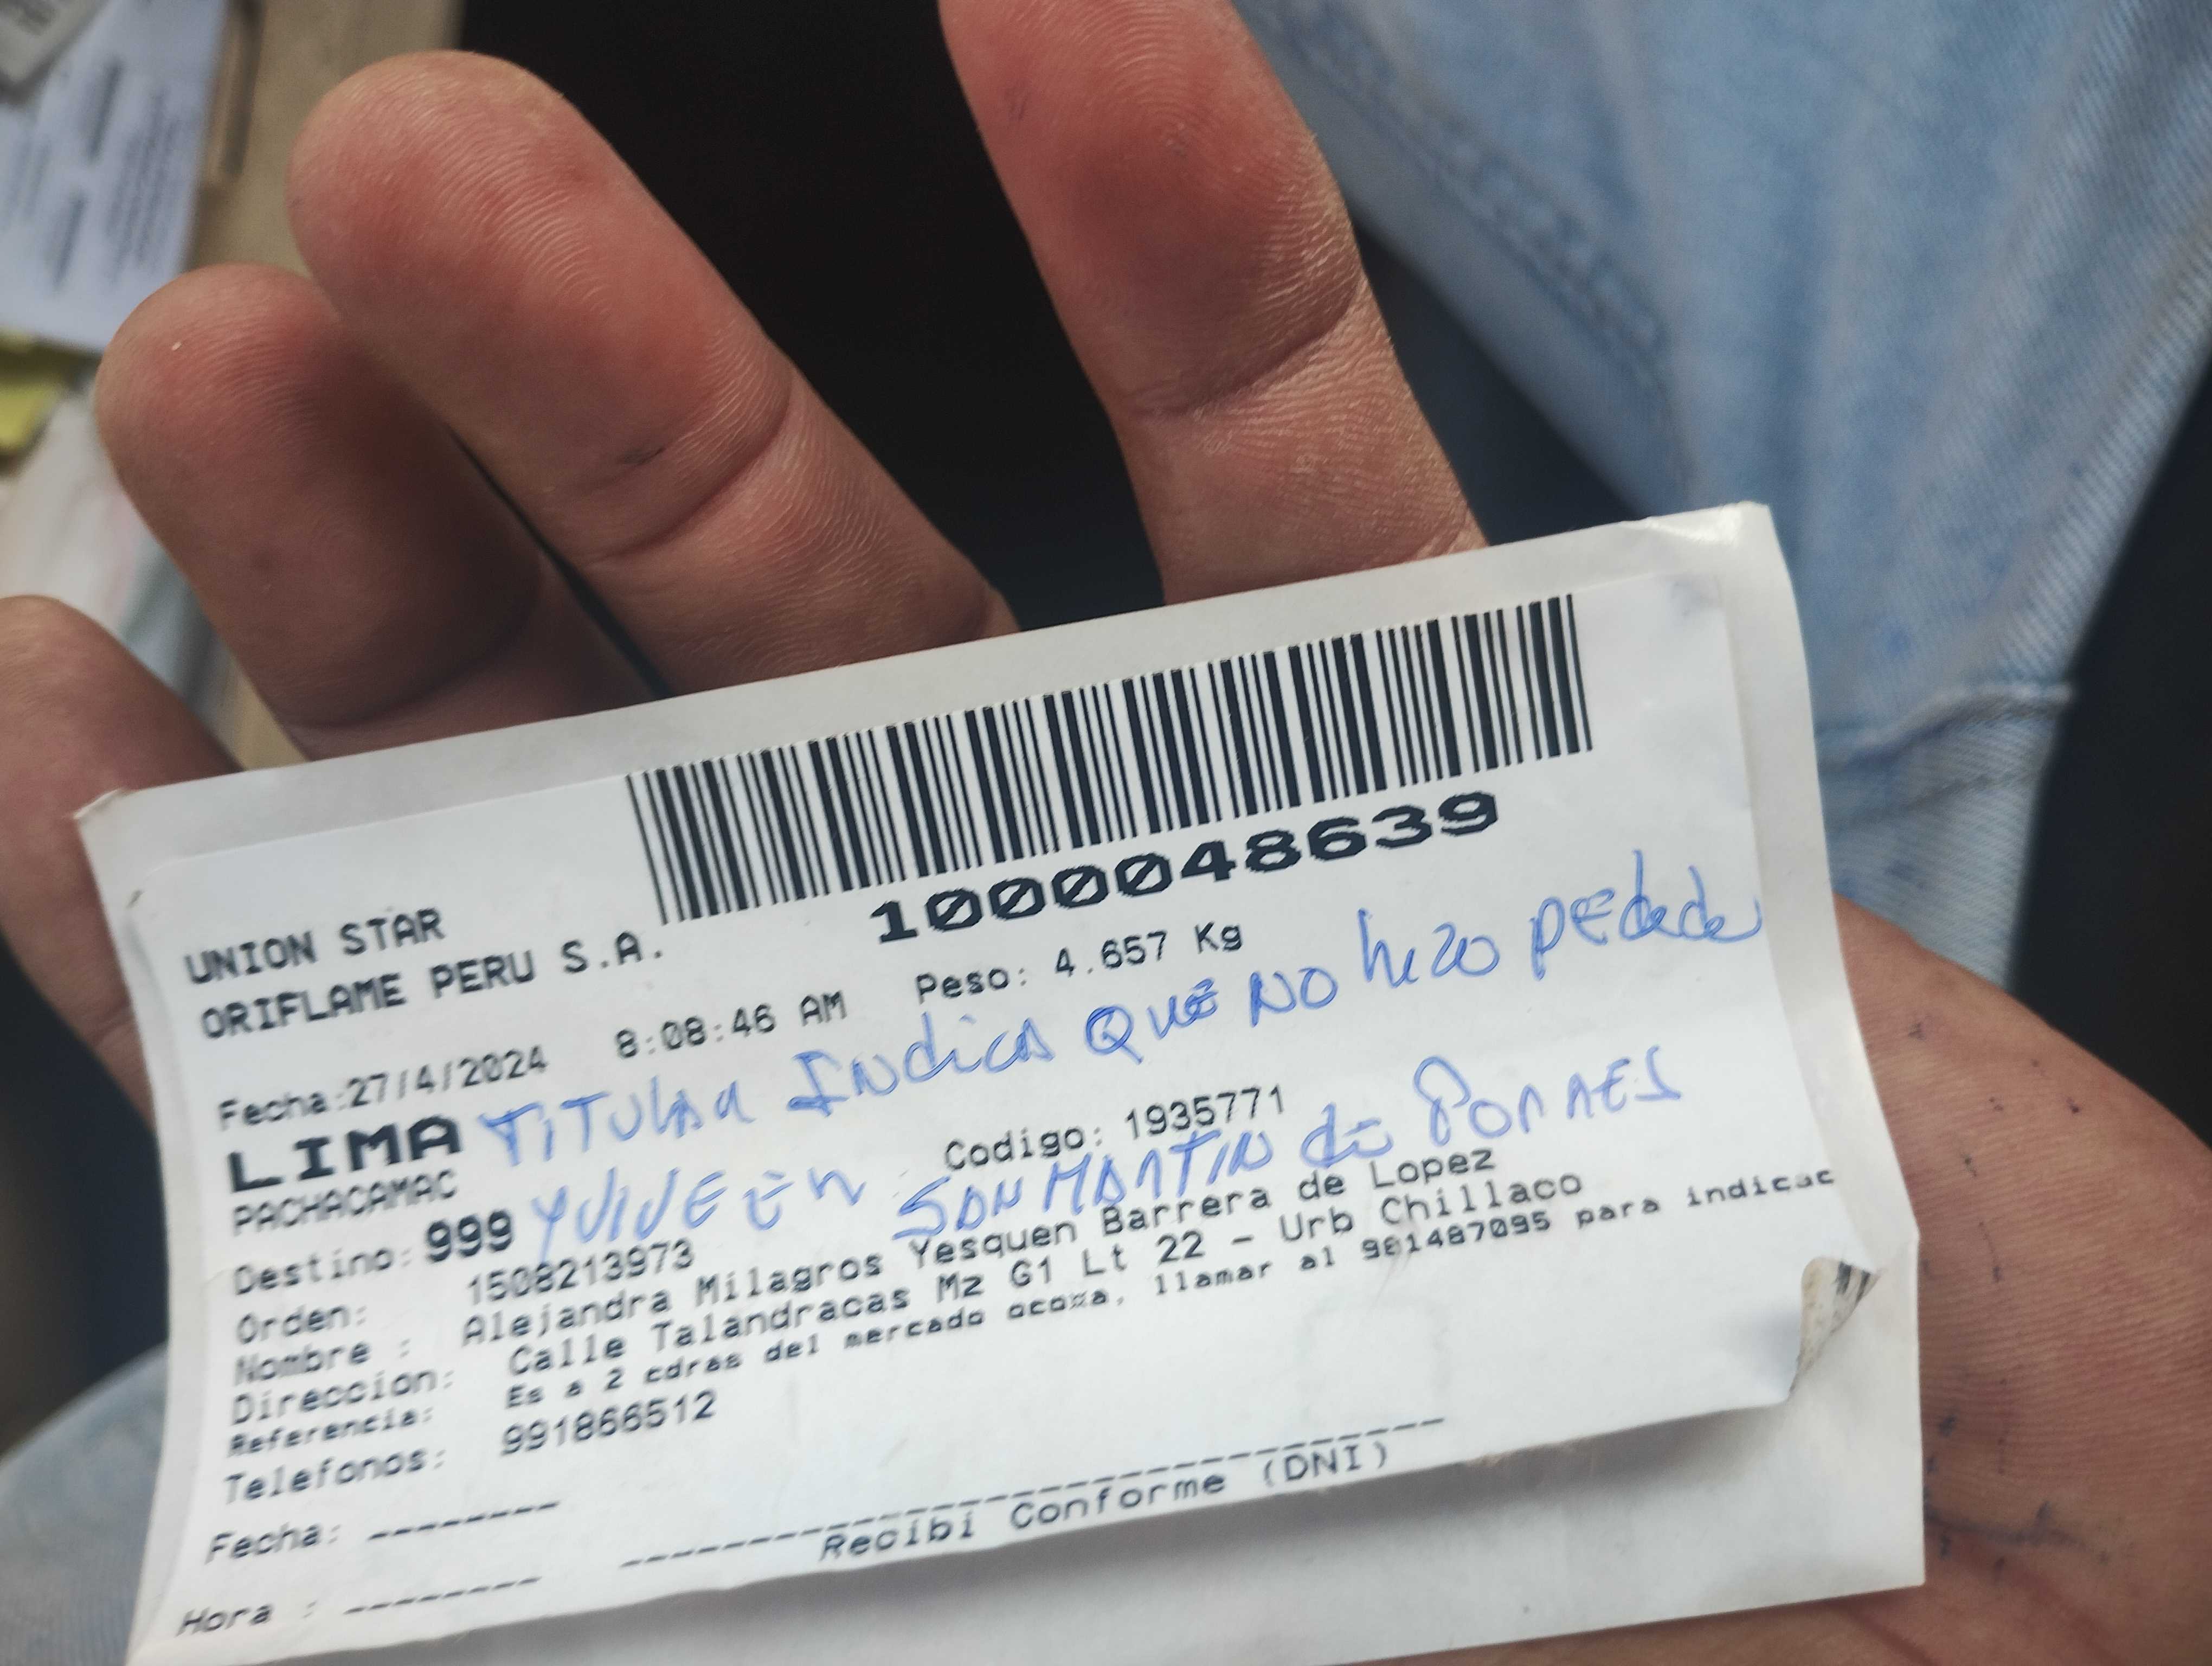 1000048639
UNION STAR
ORIFLAME PERU S.A.
Fecha:27/4/2024 8:08:46 AM Peso: 4.657 Kg
TITULAR INdica QUE NO hizo PEdido
LIMA
PACHACAMAC Codigo: 1935771
Y VIVE EN SAN MARTIN de PORRES
Destino: 999
Orden: 1508213973
Nombre : Alejandra Milagros Yesquen Barrera de Lopez
Direccion: Calle Talandracas Mz G1 Lt 22 - Urb Chillaco
Referencia: Es a 2 cdras del mercado llamar al para indicac
Telefonos: 991866512
Fecha: --------
Hora : --------
Recibi Conforme (DNI)